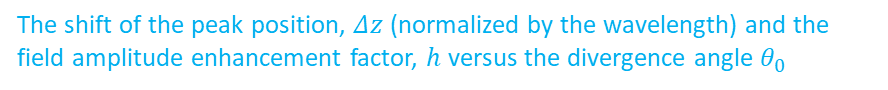 The shift of the peak position, Δz (normalized by the wavelength) and the
field amplitude enhancement factor, h versus the divergence angle θ₀